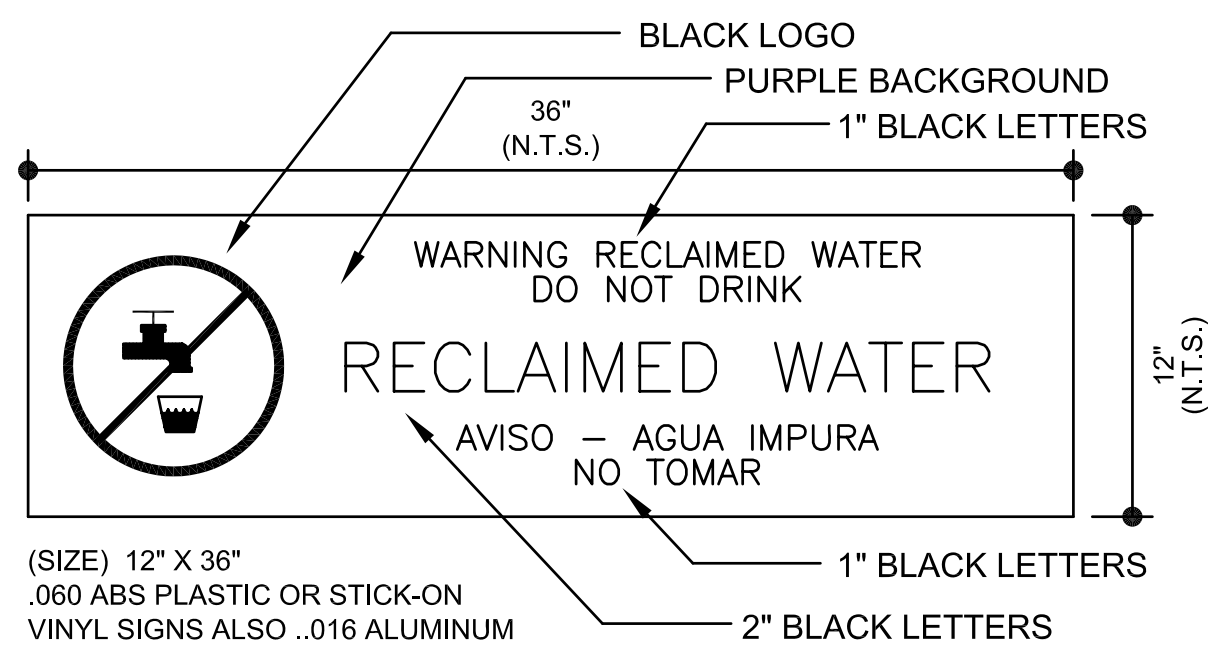 BLACK LOGO
PURPLE BACKGROUND
36"
(N.T.S.)
1" BLACK LETTERS
WARNING RECLAIMED WATER
DO NOT DRINK
RECLAIMED WATER
AVISO – AGUA IMPURA
NO TOMAR
12"
(N.T.S.)
(SIZE) 12" X 36"
.060 ABS PLASTIC OR STICK-ON
VINYL SIGNS ALSO ..016 ALUMINUM
1" BLACK LETTERS
2" BLACK LETTERS